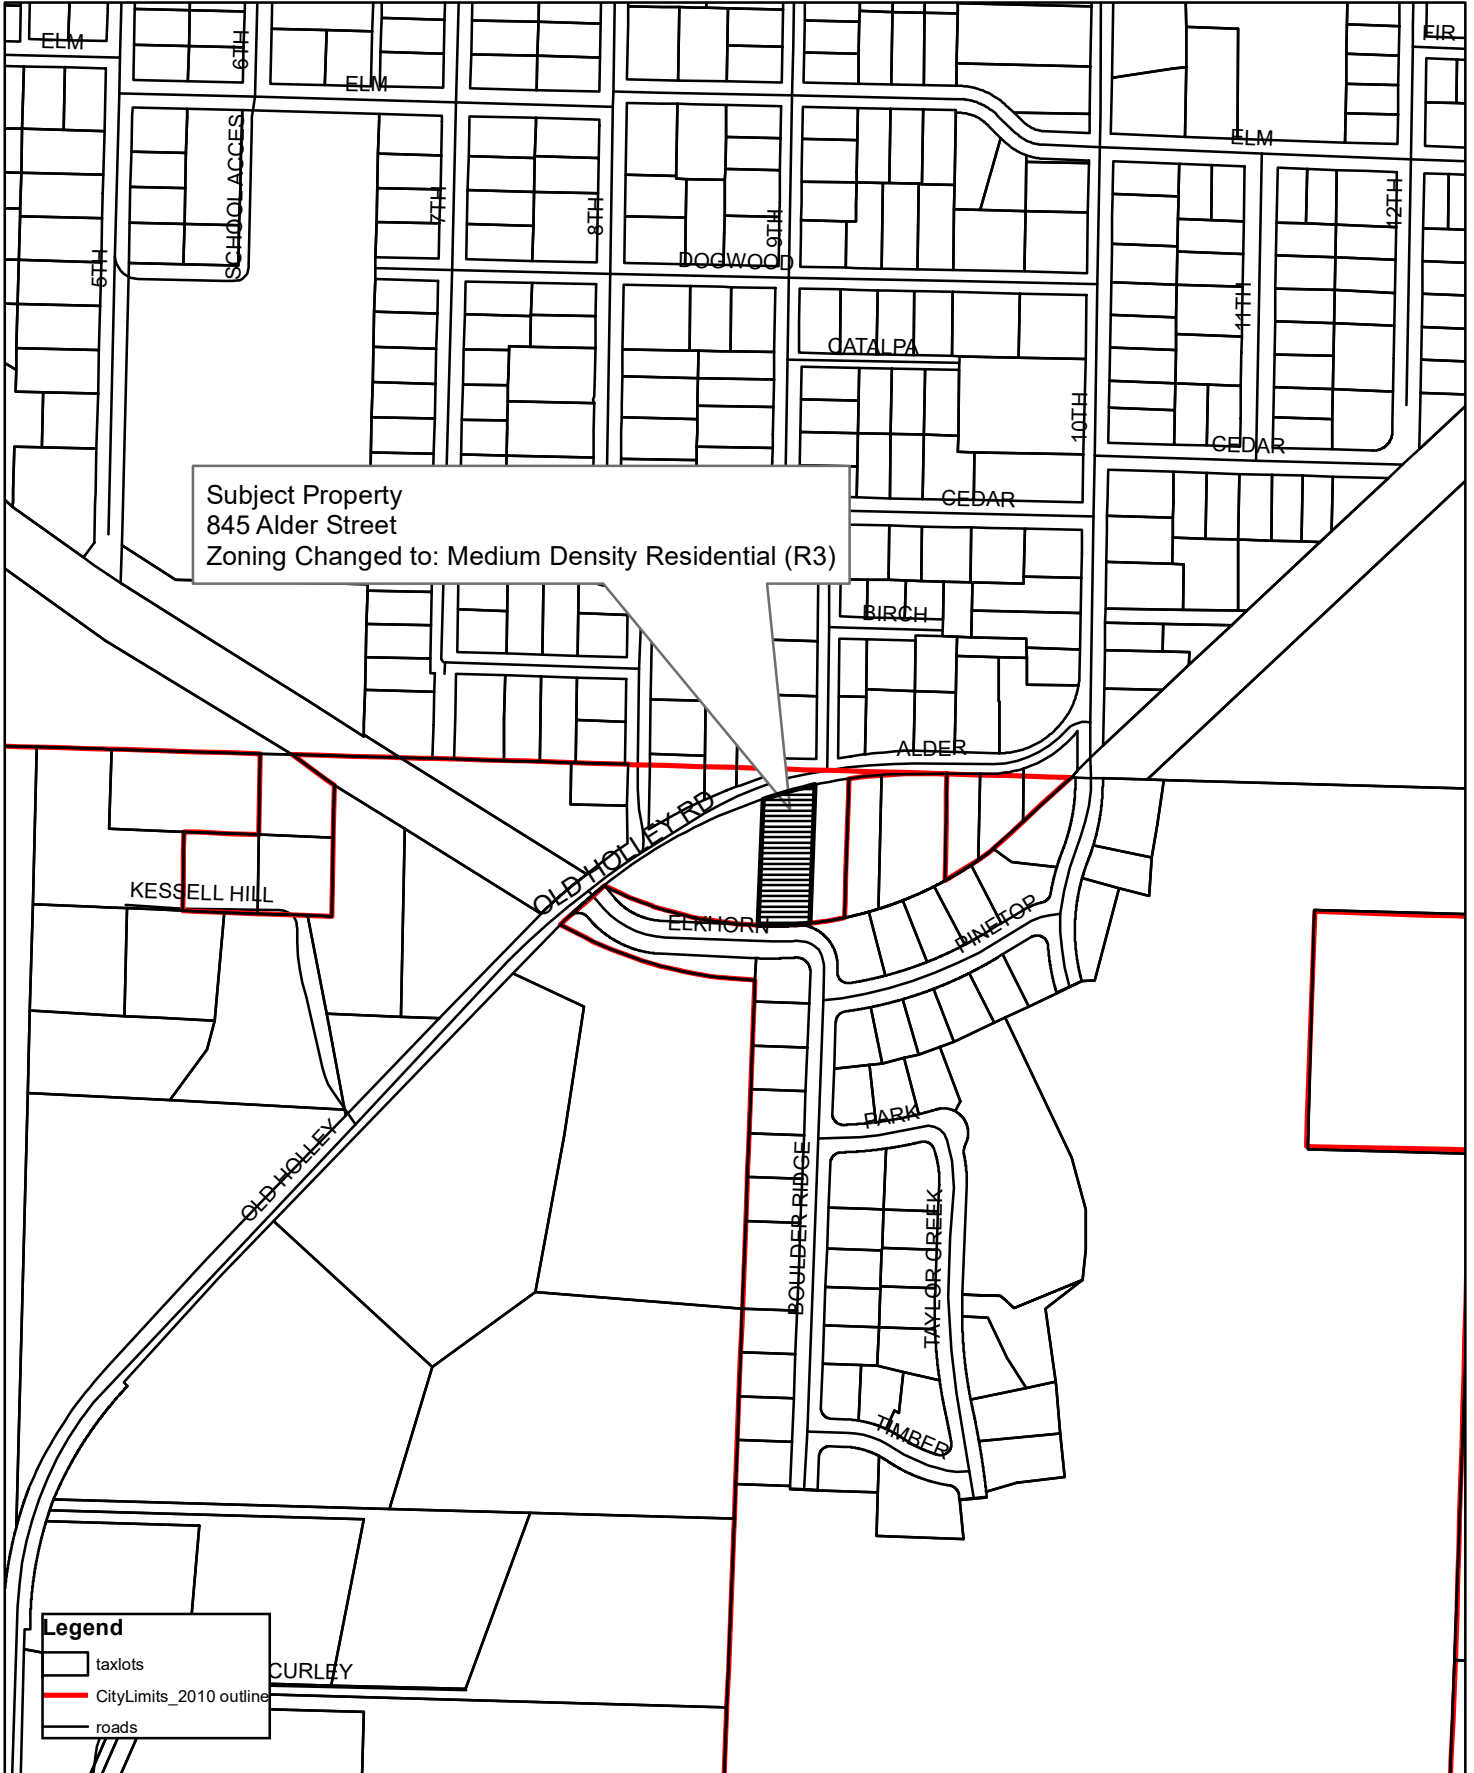 ELM
6TH
ELM
FIR
ELM
SCHOOL ACCES
7TH
8TH
9TH
12TH
5TH
DOGWOOD
11TH
CATALPA
10TH
CEDAR
CEDAR
Subject Property
845 Alder Street
Zoning Changed to: Medium Density Residential (R3)
BIRCH
ALDER
OLD HOLLEY RD
KESSELL HILL
ELKHORN
PINETOP
PARK
OLD HOLLEY
BOULDER RIDGE
TAYLOR CREEK
TIMBER
Legend
taxlots
CityLimits_2010 outline
roads
CURLEY